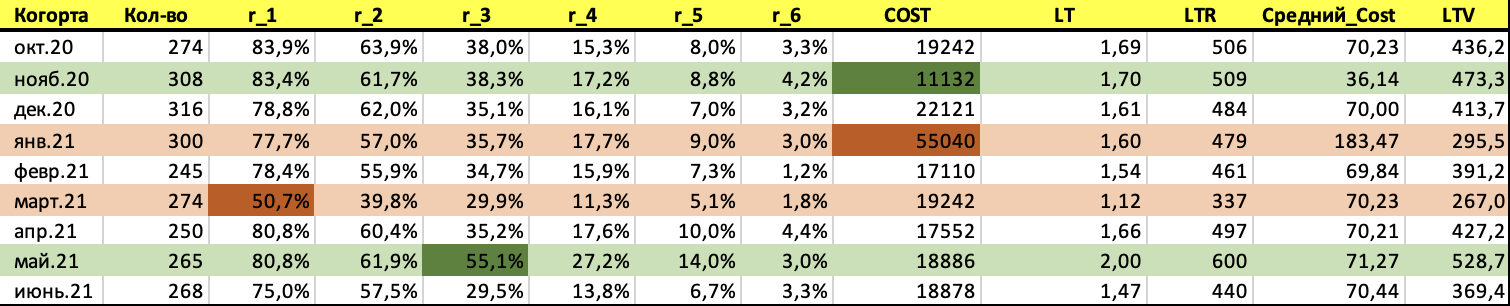 Когорта Кол-во r_1 r_2 r_3 r_4 r_5 r_6 COST LT LTR Средний_Cost LTV
окт.20 274 83,9% 63,9% 38,0% 15,3% 8,0% 3,3% 19242 1,69 506 70,23 436,2
нояб.20 308 83,4% 61,7% 38,3% 17,2% 8,8% 4,2% 11132 1,70 509 36,14 473,3
дек.20 316 78,8% 62,0% 35,1% 16,1% 7,0% 3,2% 22121 1,61 484 70,00 413,7
янв.21 300 77,7% 57,0% 35,7% 17,7% 9,0% 3,0% 55040 1,60 479 183,47 295,5
февр.21 245 78,4% 55,9% 34,7% 15,9% 7,3% 1,2% 17110 1,54 461 69,84 391,2
март.21 274 50,7% 39,8% 29,9% 11,3% 5,1% 1,8% 19242 1,12 337 70,23 267,0
апр.21 250 80,8% 60,4% 35,2% 17,6% 10,0% 4,4% 17552 1,66 497 70,21 427,2
май.21 265 80,8% 61,9% 55,1% 27,2% 14,0% 3,0% 18886 2,00 600 71,27 528,7
июнь.21 268 75,0% 57,5% 29,5% 13,8% 6,7% 3,3% 18878 1,47 440 70,44 369,4